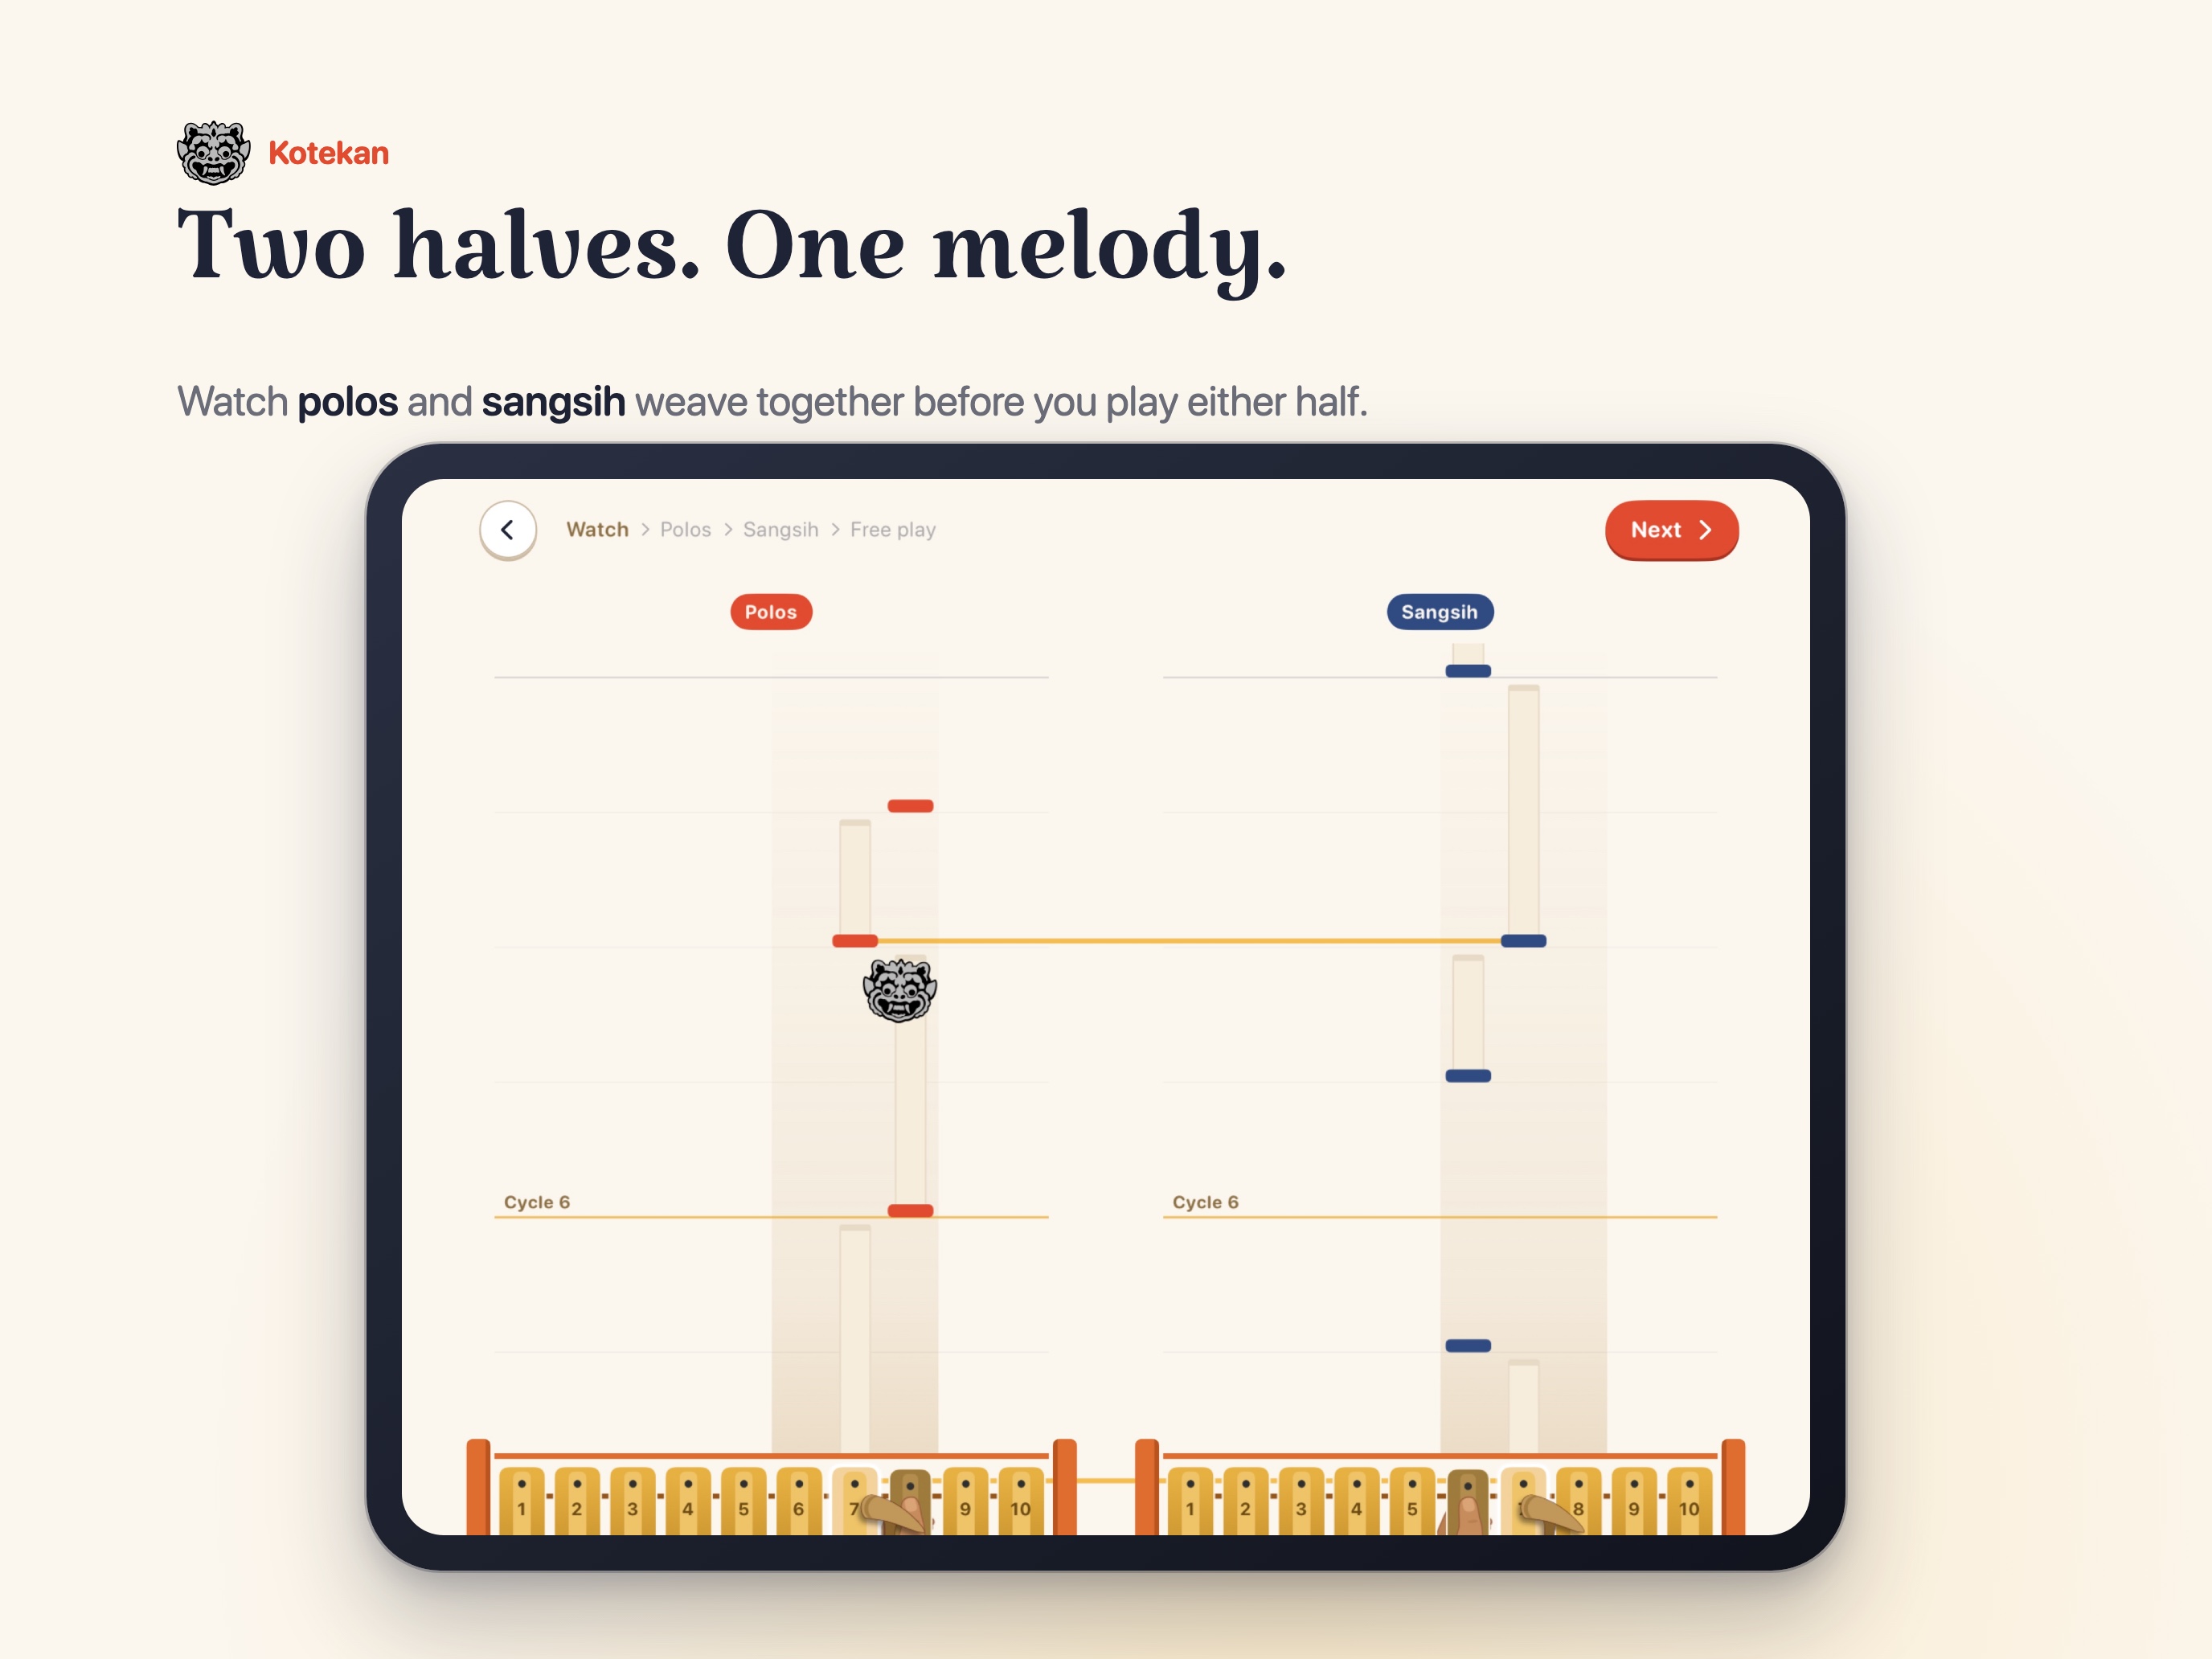 Kotekan
Two halves. One melody.
Watch polos and sangsih weave together before you play either half.
Watch > Polos > Sangsih > Free play
Next
Polos
Sangsih
Cycle 6
Cycle 6
1 2 3 4 5 6 7 9 10
1 2 3 4 5 8 9 10